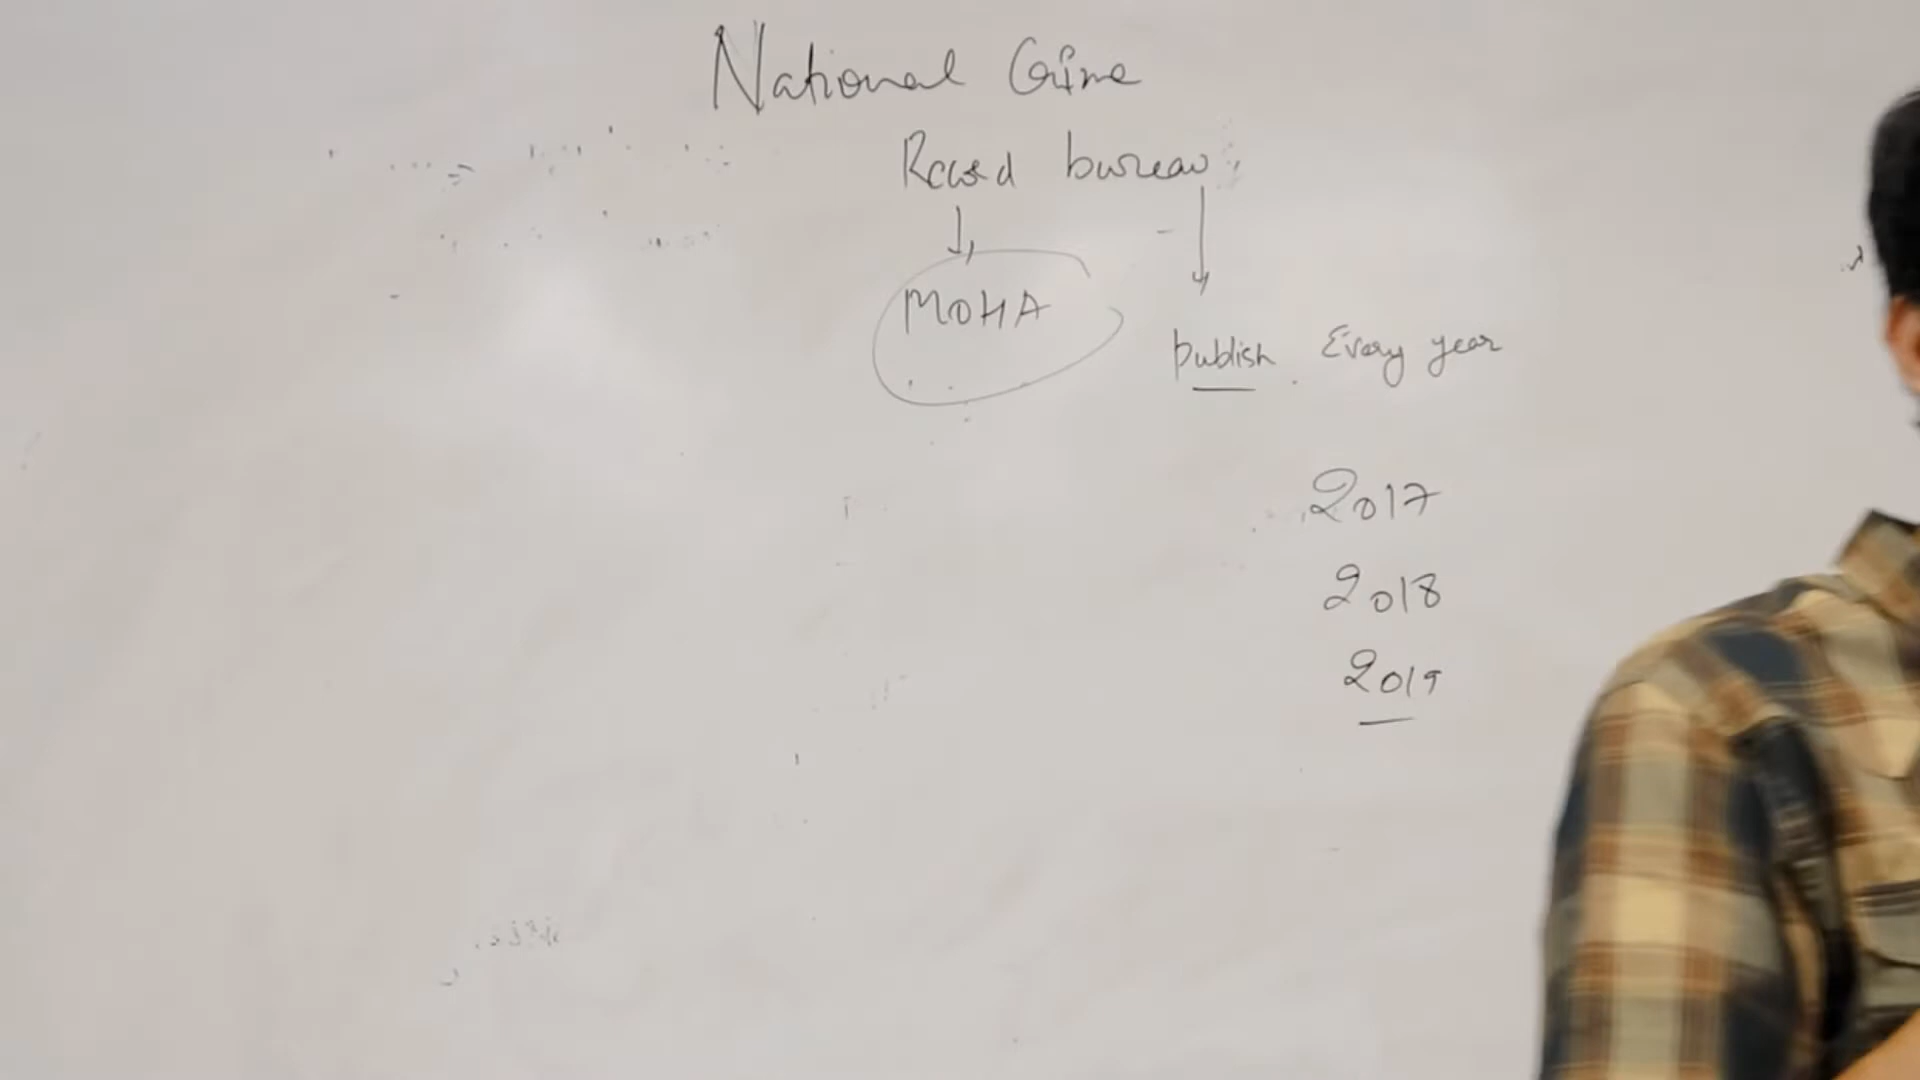 National Crime
Record bureau
MOHA
publish Every year
2017
2018
2019